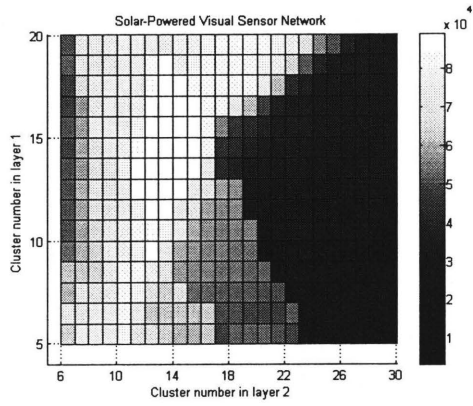 Solar-Powered Visual Sensor Network
x 10 4
20
15
10
5
Cluster number in layer 1
6 10 14 18 22 26 30
Cluster number in layer 2
8
7
6
5
4
3
2
1